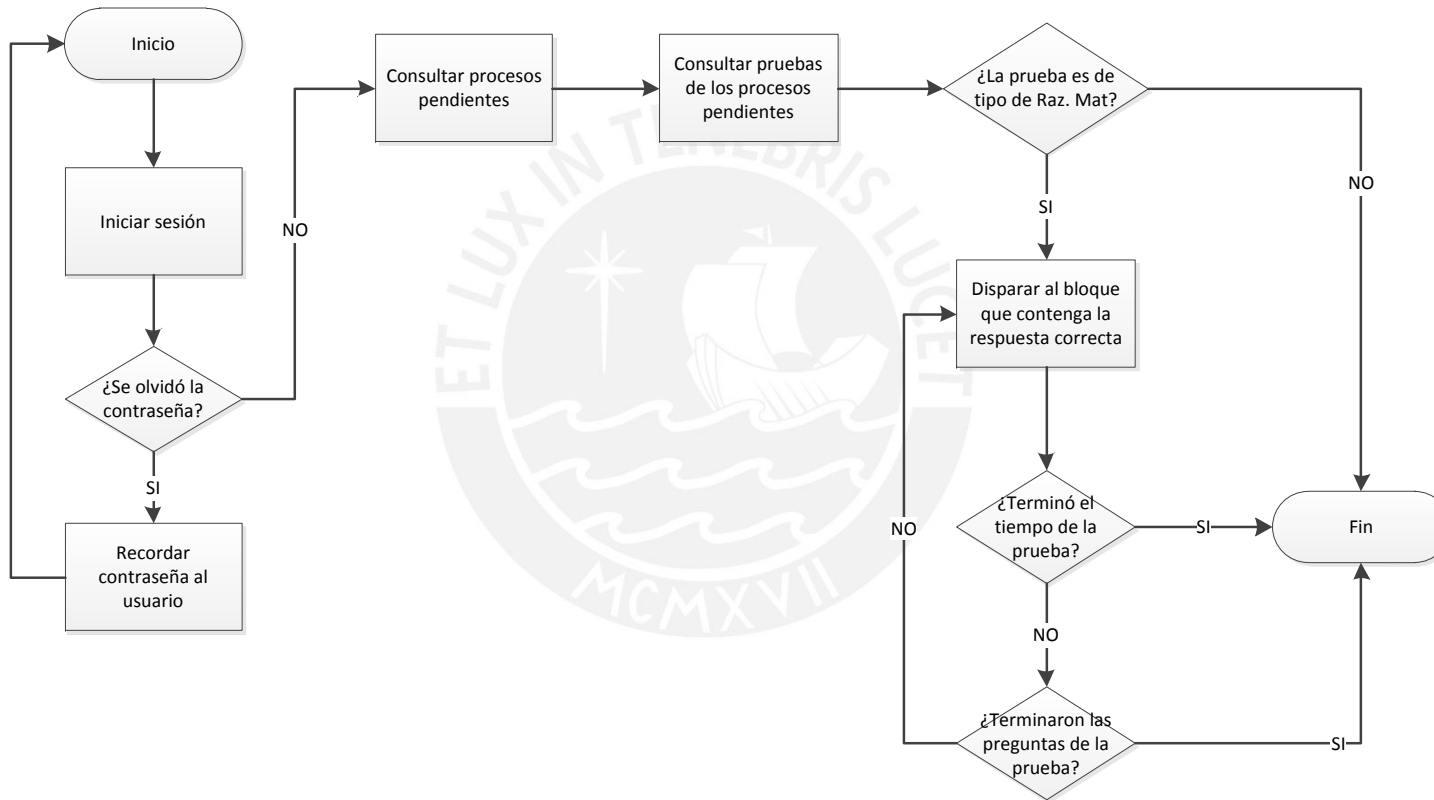 Inicio
Iniciar sesión
¿Se olvidó la
contraseña?
SI
Recordar
contraseña al
usuario
NO
Consultar procesos
pendientes
Consultar pruebas
de los procesos
pendientes
¿La prueba es de
tipo de Raz. Mat?
NO
SI
Disparar al bloque
que contenga la
respuesta correcta
¿Terminó el
tiempo de la
prueba?
SI
Fin
NO
NO
¿Terminaron las
preguntas de la
prueba?
SI
ET LUX IN TENEBRIS LUCET
MCMXVII